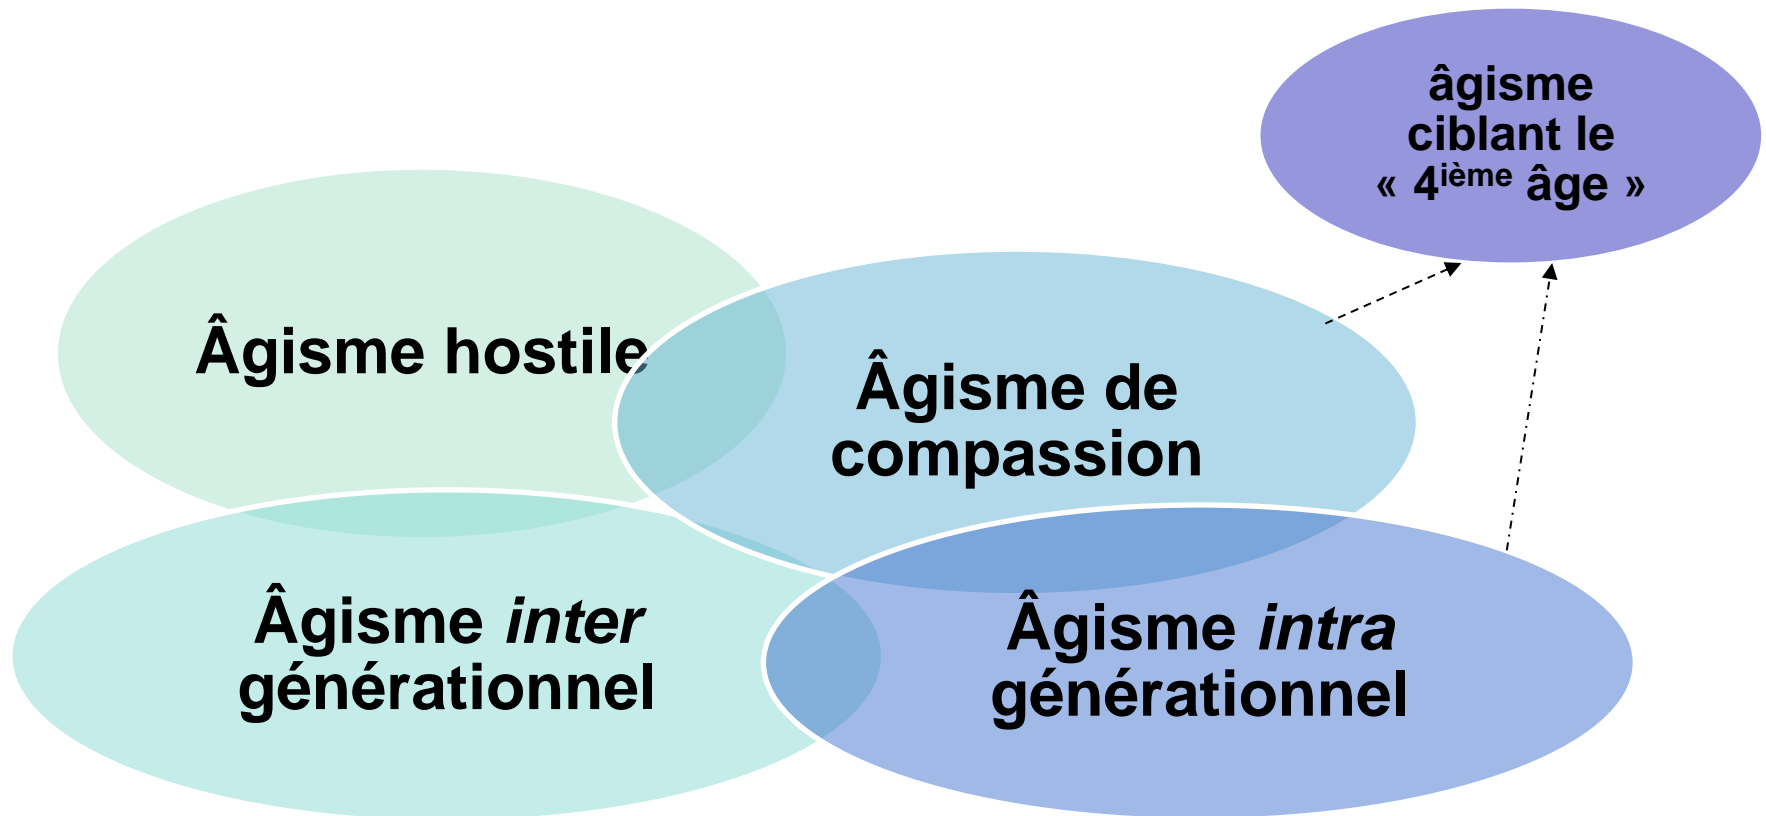 âgisme
ciblant le
« 4ième âge »
Âgisme hostile
Âgisme de
compassion
Âgisme inter
générationnel
Âgisme intra
générationnel